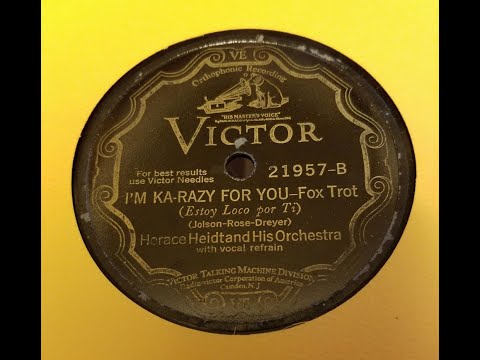 VE
Orthophonic Recording
"HIS MASTER'S VOICE"
VICTOR
For best results
use Victor Needles
21957-B
I'M KA-RAZY FOR YOU–Fox Trot
(Estoy Loco por Ti)
(Jolson-Rose-Dreyer)
Horace Heidt and His Orchestra
with vocal refrain
VICTOR TALKING MACHINE DIVISION
Radio-Victor Corporation of America
Camden, N.J.
VE